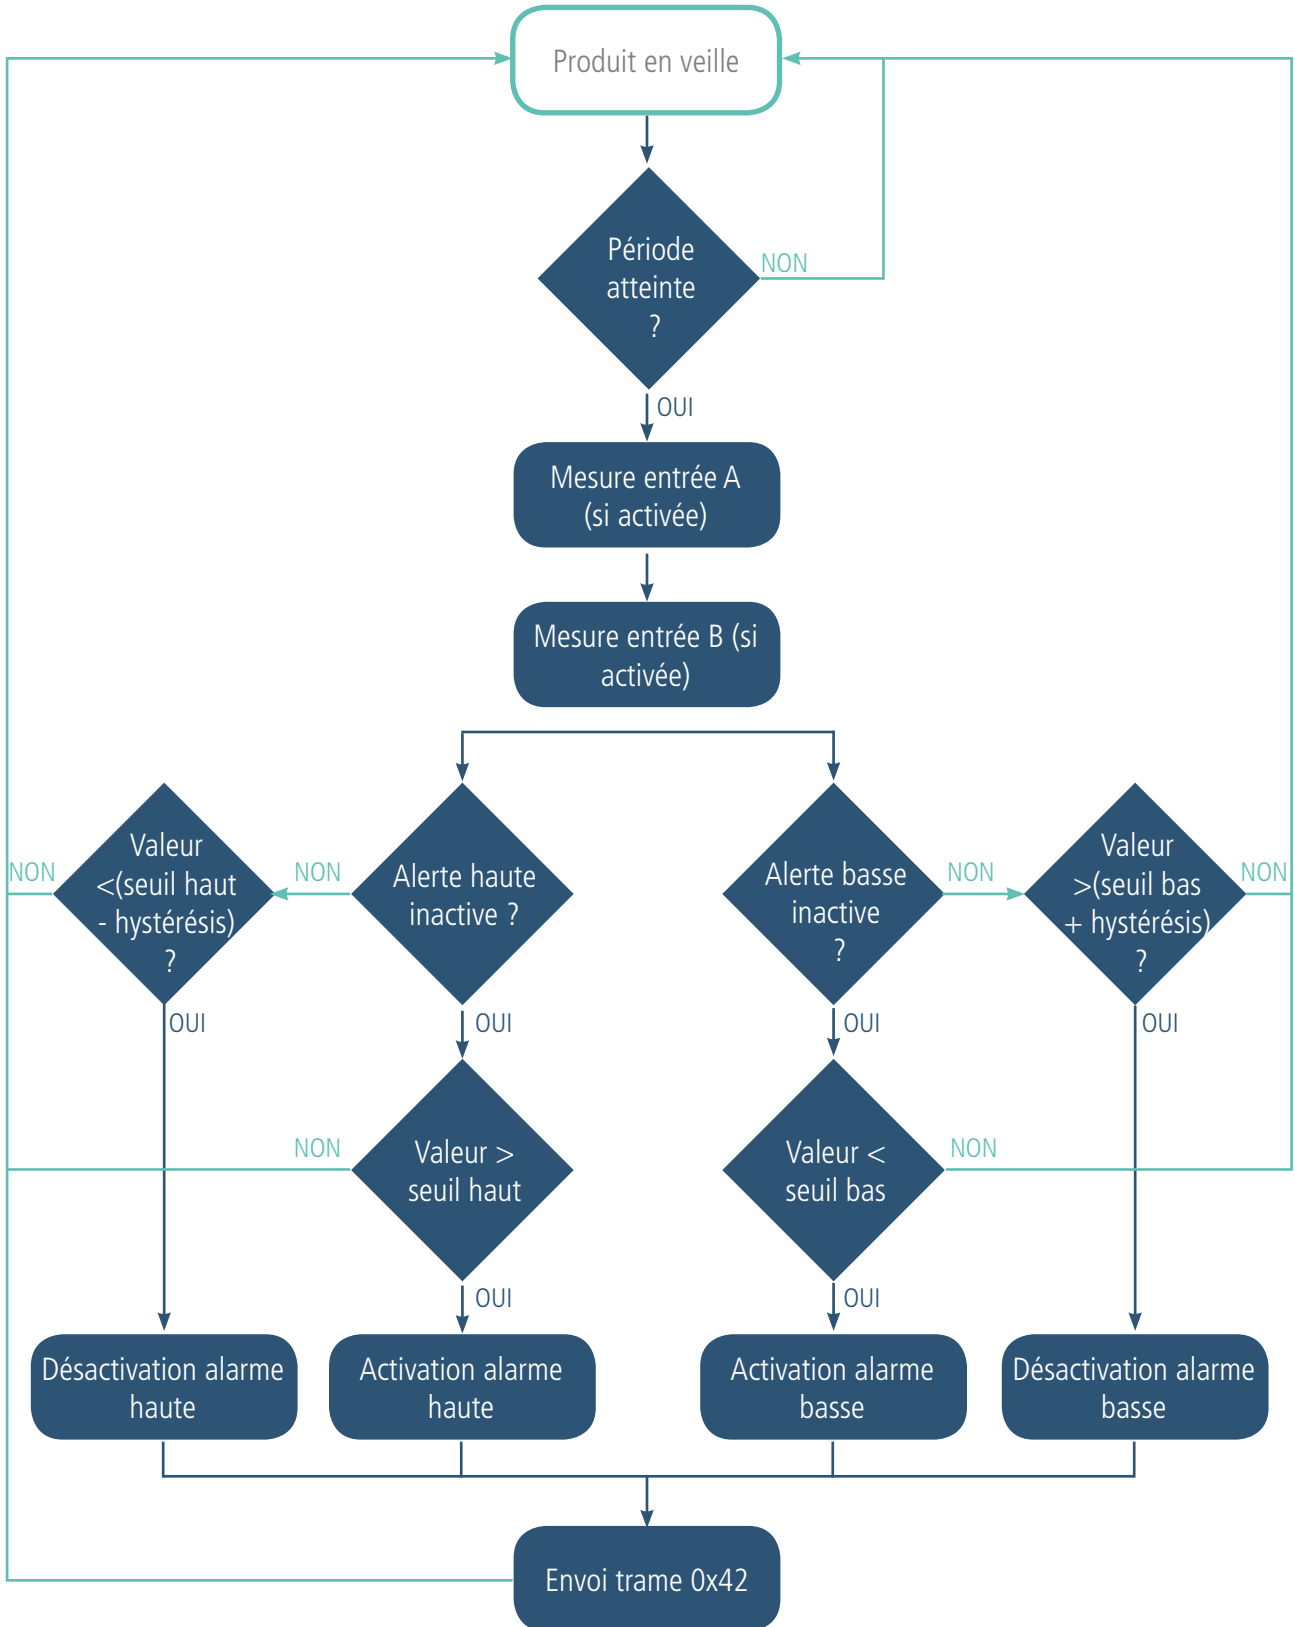 Produit en veille
Période
atteinte
?
NON
OUI
Mesure entrée A
(si activée)
Mesure entrée B (si
activée)
Valeur
<(seuil haut
- hystérésis)
?
NON
NON
Alerte haute
inactive ?
Alerte basse
inactive
?
NON
Valeur
>(seuil bas
+ hystérésis)
?
NON
OUI
OUI
OUI
OUI
NON
Valeur >
seuil haut
Valeur <
seuil bas
NON
OUI
OUI
Désactivation alarme
haute
Activation alarme
haute
Activation alarme
basse
Désactivation alarme
basse
Envoi trame 0x42